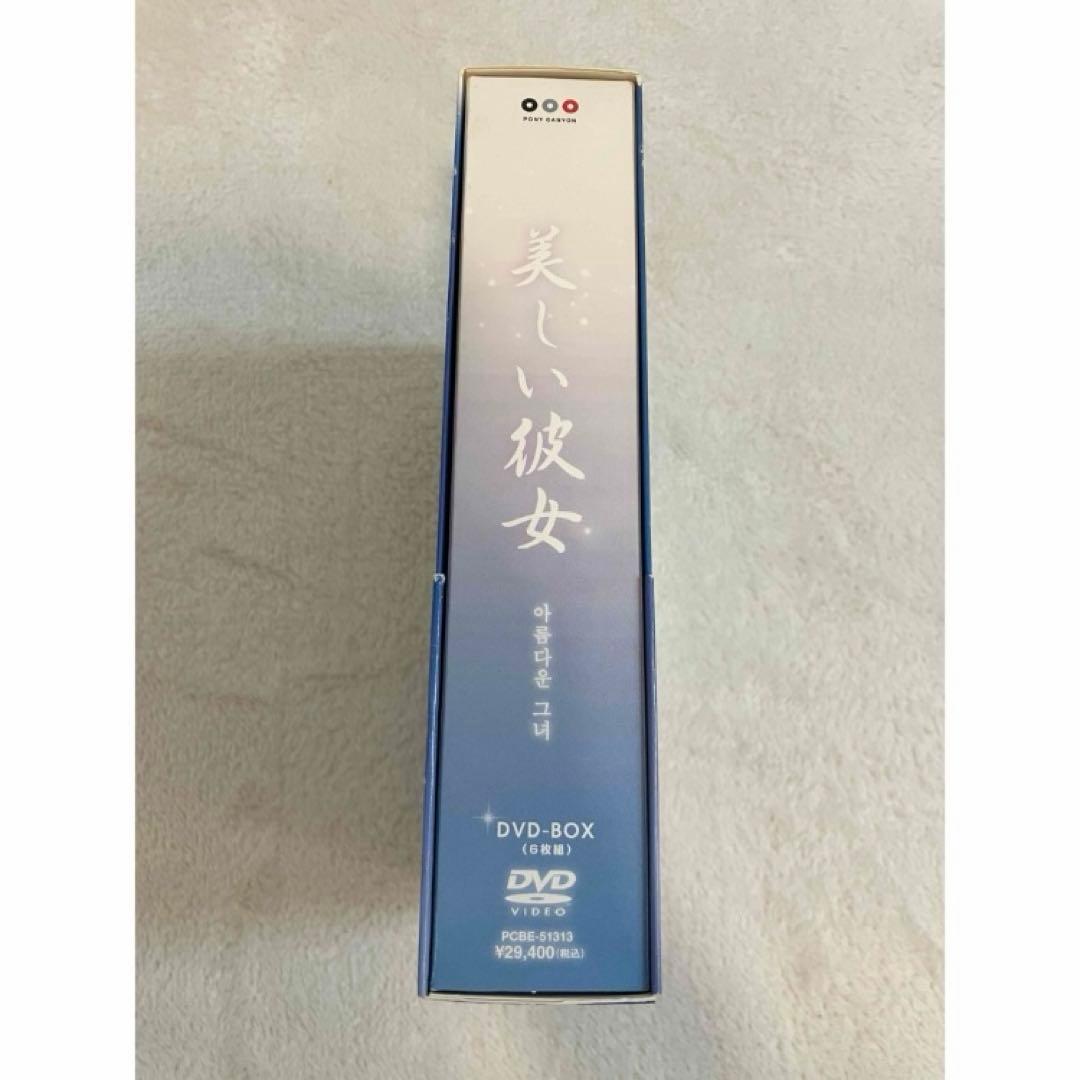 PONY CANYON
美しい彼女
아름다운 그녀
DVD-BOX
(6枚組)
DVD
VIDEO
PCBE-51313
¥29,400(税込)